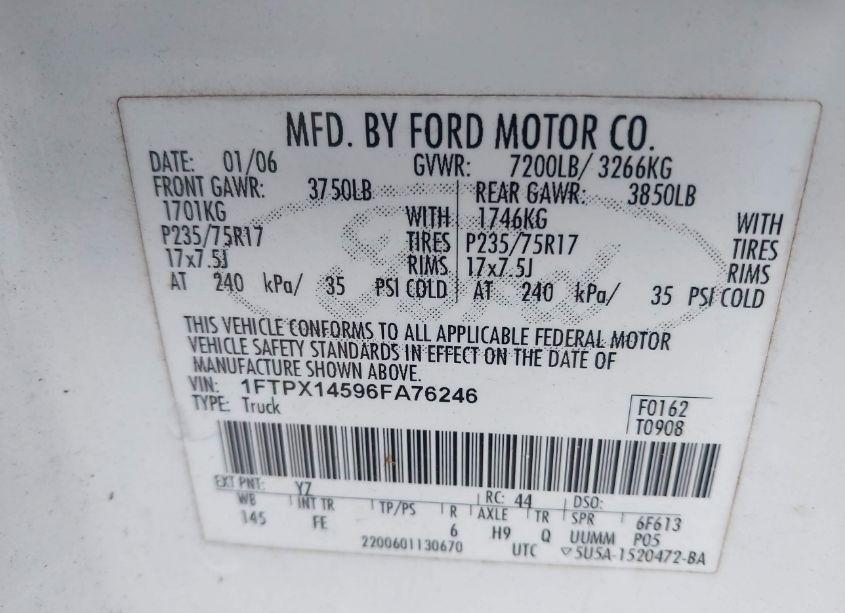 MFD. BY FORD MOTOR CO.
DATE: 01/06 GVWR: 7200LB/ 3266KG
FRONT GAWR: 3750LB REAR GAWR: 3850LB
1701KG WITH 1746KG WITH
P235/75R17 TIRES P235/75R17 TIRES
17x7.5J RIMS 17x7.5J RIMS
AT 240 kPa/ 35 PSI COLD AT 240 kPa/ 35 PSI COLD
Ford
THIS VEHICLE CONFORMS TO ALL APPLICABLE FEDERAL MOTOR
VEHICLE SAFETY STANDARDS IN EFFECT ON THE DATE OF
MANUFACTURE SHOWN ABOVE.
VIN: 1FTPX14596FA76246
TYPE: Truck
F0162
T0908
EXT PNT: YZ RC: 44 DSO:
WB INT TR TP/PS R AXLE TR SPR 6F613
145 FE 6 H9 Q UUMM P05
2200601130670 UTC ▽5U5A-1520472-BA